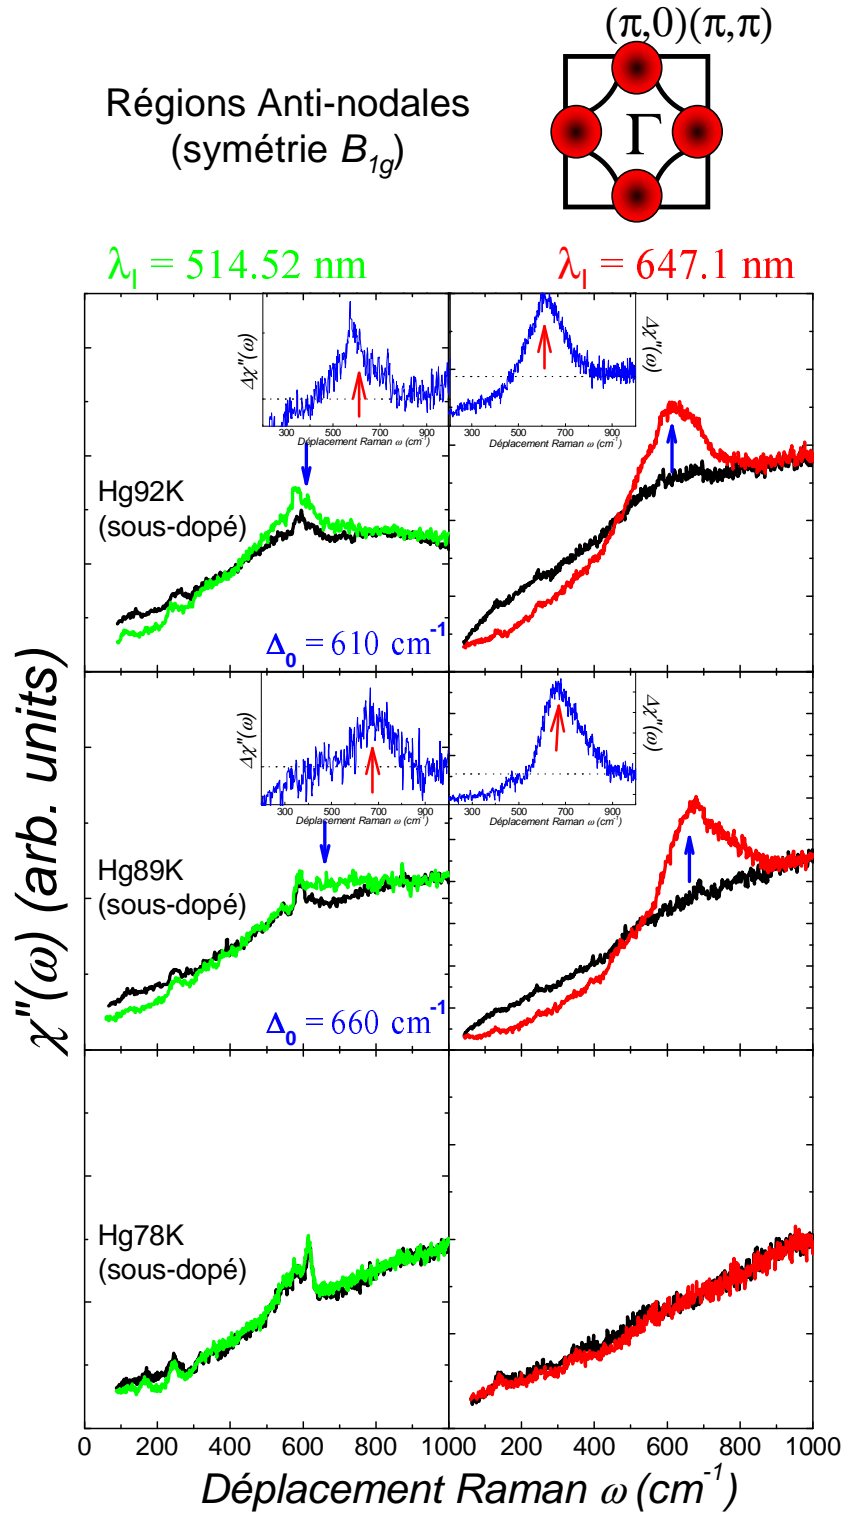 (π,0)(π,π)
Régions Anti-nodales
(symétrie B1g)
Γ
λI = 514.52 nm
λI = 647.1 nm
Δχ"(ω)
300 500 700 900
Déplacement Raman ω (cm-1)
Δχ"(ω)
300 500 700 900
Déplacement Raman ω (cm-1)
Hg92K
(sous-dopé)
Δ0 = 610 cm-1
Δχ"(ω)
300 500 700 900
Déplacement Raman ω (cm-1)
Δχ"(ω)
300 500 700 900
Déplacement Raman ω (cm-1)
Hg89K
(sous-dopé)
Δ0 = 660 cm-1
χ"(ω) (arb. units)
Hg78K
(sous-dopé)
0 200 400 600 800 1000 200 400 600 800 1000
Déplacement Raman ω (cm-1)